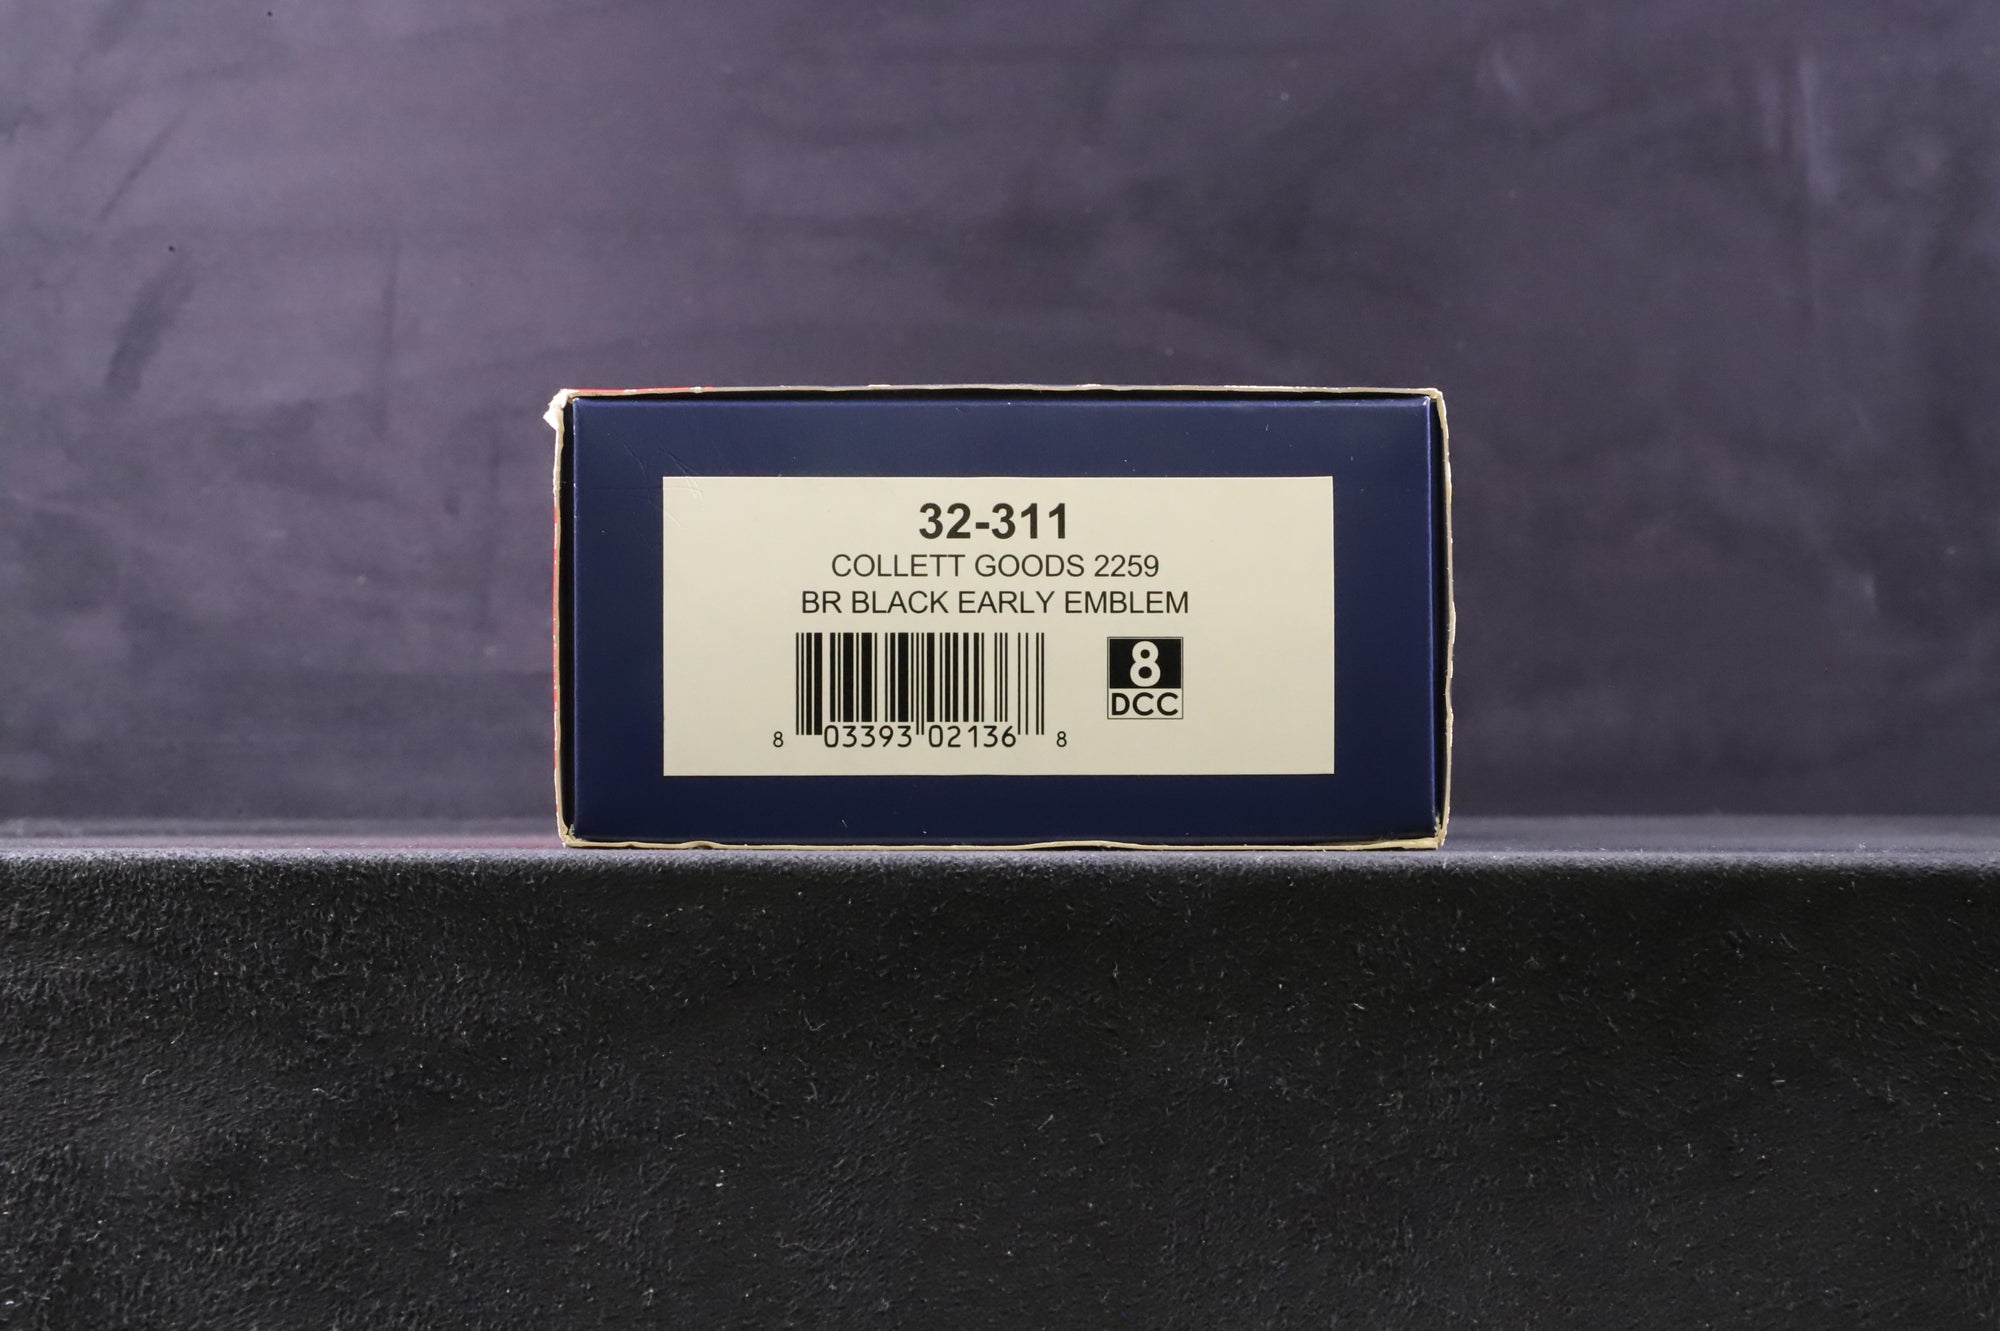 32-311
COLLETT GOODS 2259
BR BLACK EARLY EMBLEM
8
DCC
8 03393 02136 8